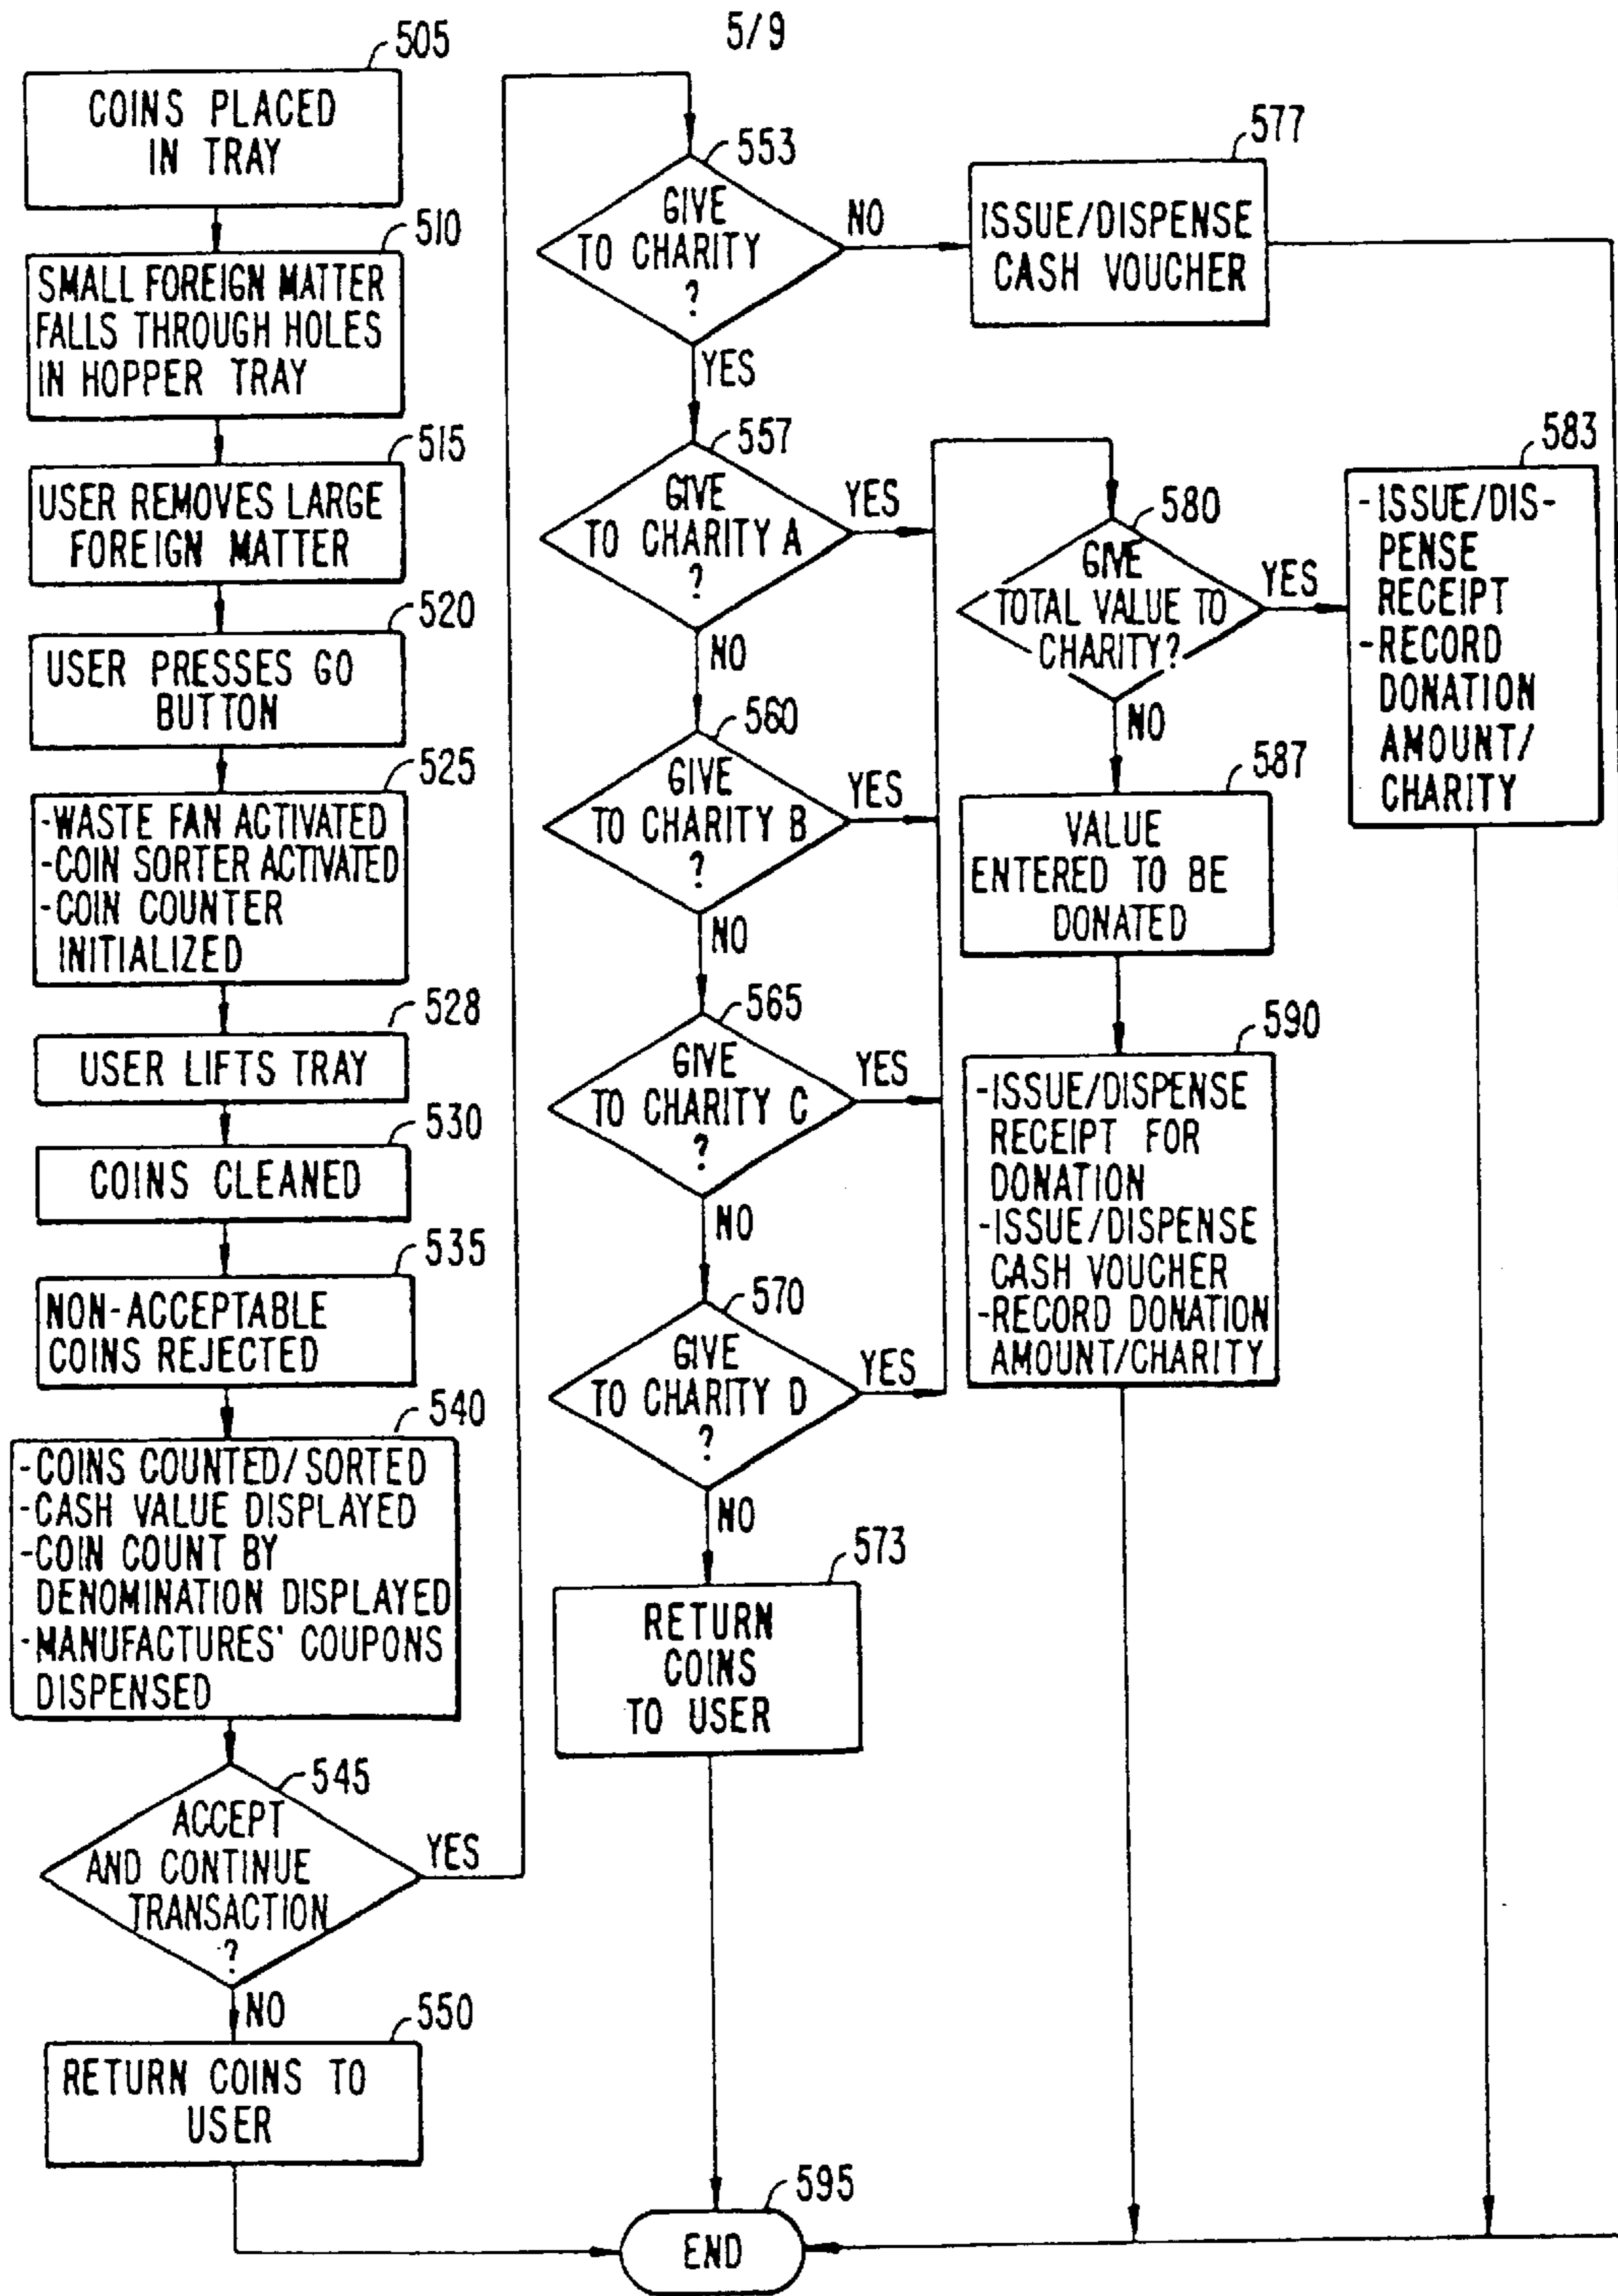 5/9
505
COINS PLACED
IN TRAY
510
SMALL FOREIGN MATTER
FALLS THROUGH HOLES
IN HOPPER TRAY
515
USER REMOVES LARGE
FOREIGN MATTER
520
USER PRESSES GO
BUTTON
525
-WASTE FAN ACTIVATED
-COIN SORTER ACTIVATED
-COIN COUNTER
INITIALIZED
528
USER LIFTS TRAY
530
COINS CLEANED
535
NON-ACCEPTABLE
COINS REJECTED
540
-COINS COUNTED/SORTED
-CASH VALUE DISPLAYED
-COIN COUNT BY
DENOMINATION DISPLAYED
-MANUFACTURES' COUPONS
DISPENSED
545
ACCEPT
AND CONTINUE
TRANSACTION
?
YES
NO
550
RETURN COINS TO
USER
553
GIVE
TO CHARITY
?
NO
YES
557
GIVE
TO CHARITY A
?
YES
NO
560
GIVE
TO CHARITY B
?
YES
NO
565
GIVE
TO CHARITY C
?
YES
NO
570
GIVE
TO CHARITY D
?
YES
NO
573
RETURN
COINS
TO USER
577
ISSUE/DISPENSE
CASH VOUCHER
580
GIVE
TOTAL VALUE TO
CHARITY?
YES
NO
583
-ISSUE/DIS-
PENSE
RECEIPT
-RECORD
DONATION
AMOUNT/
CHARITY
587
VALUE
ENTERED TO BE
DONATED
590
-ISSUE/DISPENSE
RECEIPT FOR
DONATION
-ISSUE/DISPENSE
CASH VOUCHER
-RECORD DONATION
AMOUNT/CHARITY
595
END